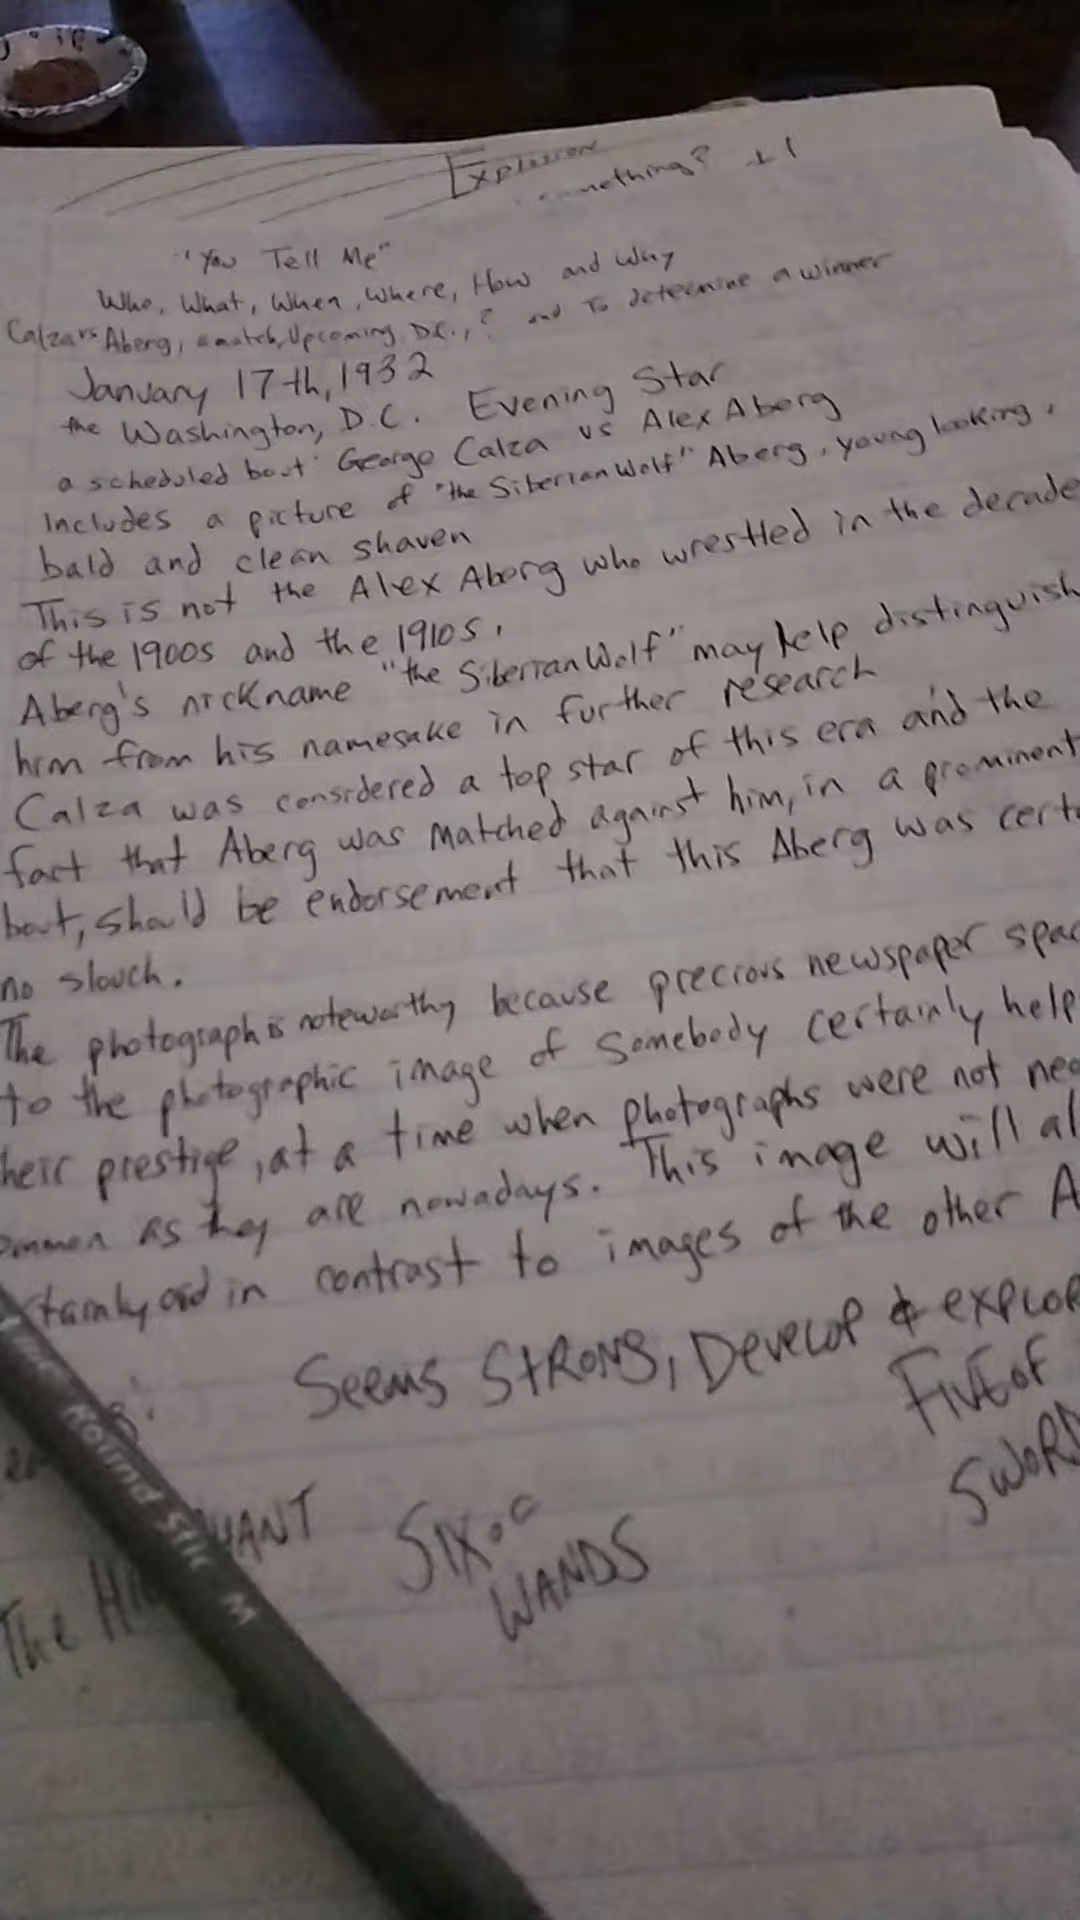 Explosion
something? +1
"You Tell Me"
Who, What, When, Where, How and Why
Calza vs Aberg, a match, Upcoming, D.C., ? and To determine a winner
January 17th, 1932
the Washington, D.C. Evening Star
a scheduled bout George Calza vs Alex Aberg
includes a picture of "the Siberian Wolf" Aberg, young looking,
bald and clean shaven
This is not the Alex Aberg who wrestled in the decade
of the 1900s and the 1910s.
Aberg's nickname "the Siberian Wolf" may help distinguish
him from his namesake in further research
Calza was considered a top star of this era and the
fact that Aberg was matched against him, in a prominent
bout, should be endorsement that this Aberg was cert
no slouch.
The photograph is noteworthy because precious newspaper spac
to the photographic image of somebody certainly help
heir prestige, at a time when photographs were not nec
ommon as they are nowadays. This image will al
tainly aid in contrast to images of the other A
Seems STRONG, DEVELOP & EXPLOR
FIVE OF
SWORD
SIX OF
WANDS
HANT
The Hi
Round Stic M